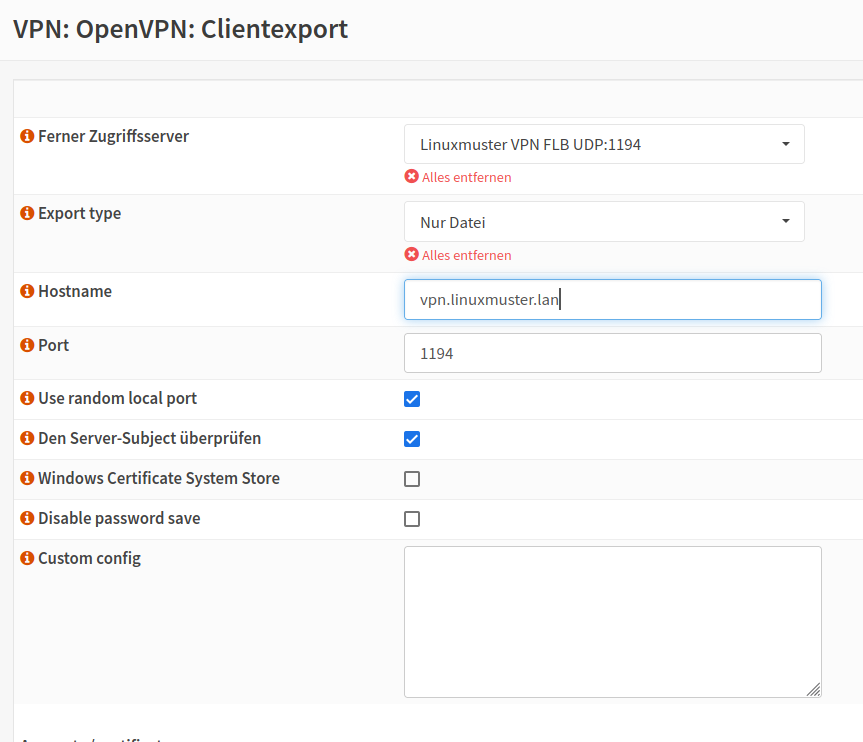 VPN: OpenVPN: Clientexport
Ferner Zugriffsserver
Linuxmuster VPN FLB UDP:1194
Alles entfernen
Export type
Nur Datei
Alles entfernen
Hostname
vpn.linuxmuster.lan
Port
1194
Use random local port
Den Server-Subject überprüfen
Windows Certificate System Store
Disable password save
Custom config